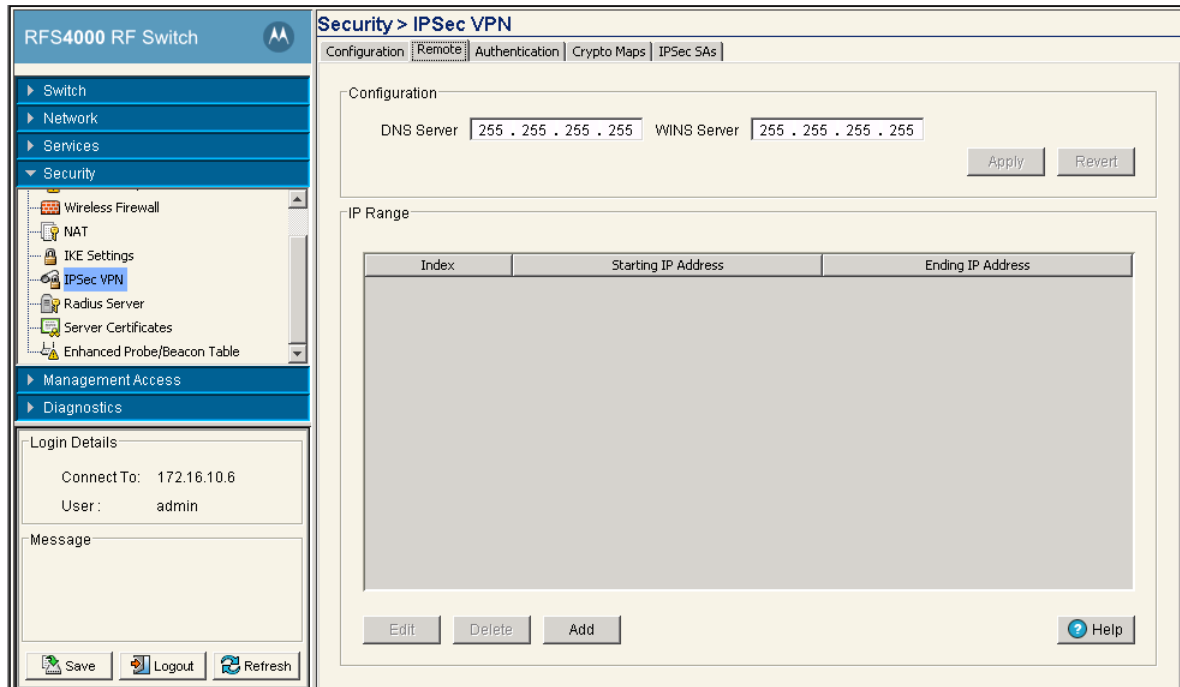 RFS4000 RF Switch
Switch
Network
Services
Security
Wireless Firewall
NAT
IKE Settings
IPSec VPN
Radius Server
Server Certificates
Enhanced Probe/Beacon Table
Management Access
Diagnostics
Login Details
Connect To: 172.16.10.6
User : admin
Message
Save Logout Refresh
Security > IPSec VPN
Configuration Remote Authentication Crypto Maps IPSec SAs
Configuration
DNS Server 255 . 255 . 255 . 255 WINS Server 255 . 255 . 255 . 255
Apply Revert
IP Range
Index Starting IP Address Ending IP Address
Edit Delete Add Help